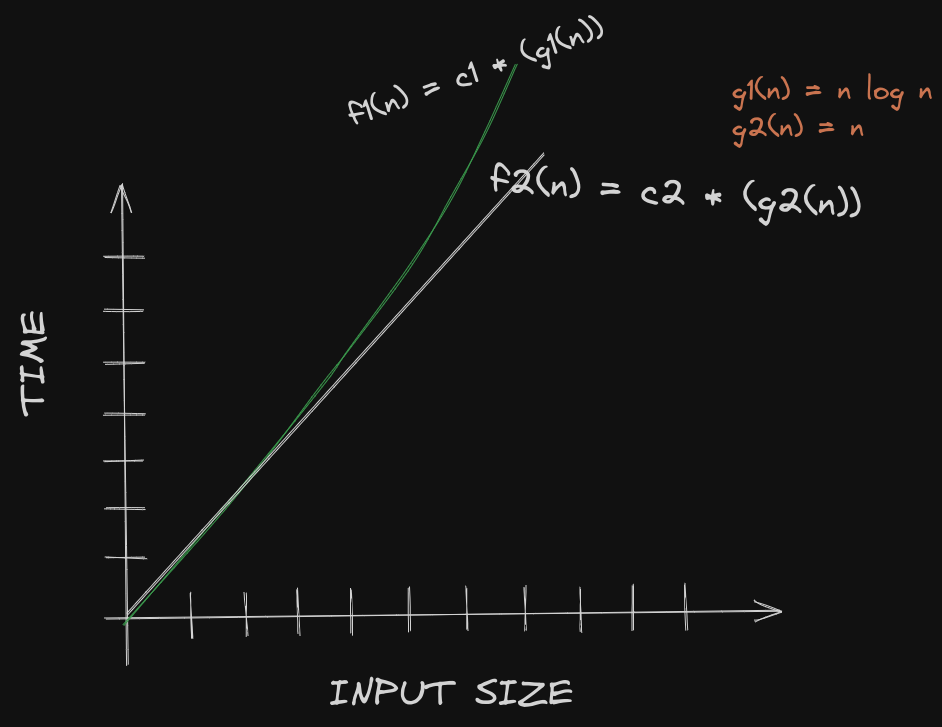 f1(n) = c1 * (g1(n))
g1(n) = n log n
g2(n) = n
f2(n) = c2 * (g2(n))
TIME
INPUT SIZE